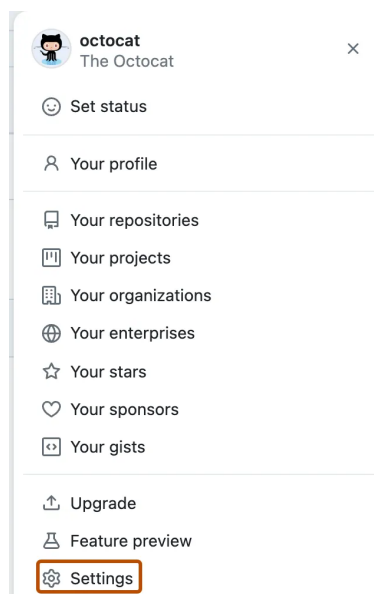 octocat
The Octocat
Set status
Your profile
Your repositories
Your projects
Your organizations
Your enterprises
Your stars
Your sponsors
Your gists
Upgrade
Feature preview
Settings